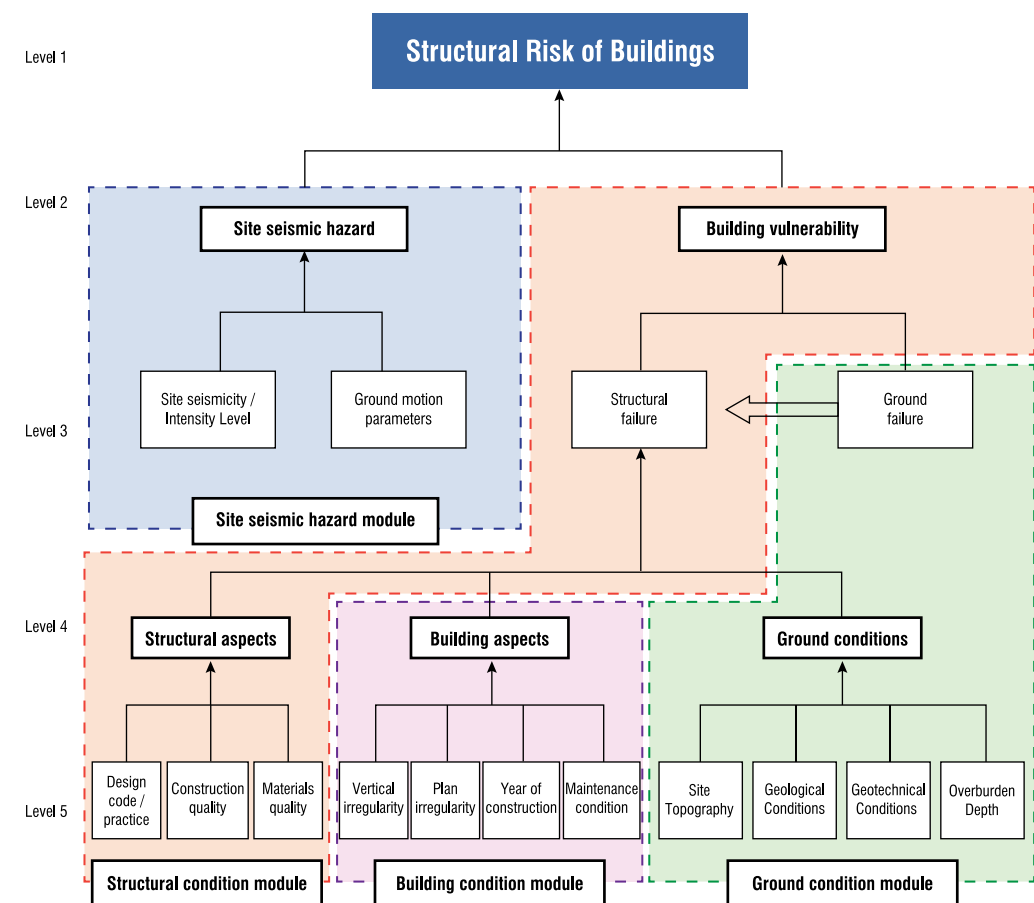 Level 1
Structural Risk of Buildings
Level 2
Site seismic hazard
Building vulnerability
Level 3
Site seismicity /
Intensity Level
Ground motion
parameters
Structural
failure
Ground
failure
Site seismic hazard module
Level 4
Structural aspects
Building aspects
Ground conditions
Level 5
Design
code /
practice
Construction
quality
Materials
quality
Vertical
irregularity
Plan
irregularity
Year of
construction
Maintenance
condition
Site
Topography
Geological
Conditions
Geotechnical
Conditions
Overburden
Depth
Structural condition module
Building condition module
Ground condition module